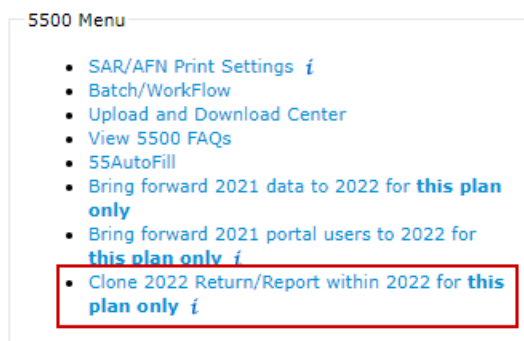 5500 Menu
SAR/AFN Print Settings i
Batch/WorkFlow
Upload and Download Center
View 5500 FAQs
55AutoFill
Bring forward 2021 data to 2022 for this plan
only
Bring forward 2021 portal users to 2022 for
this plan only i
Clone 2022 Return/Report within 2022 for this
plan only i